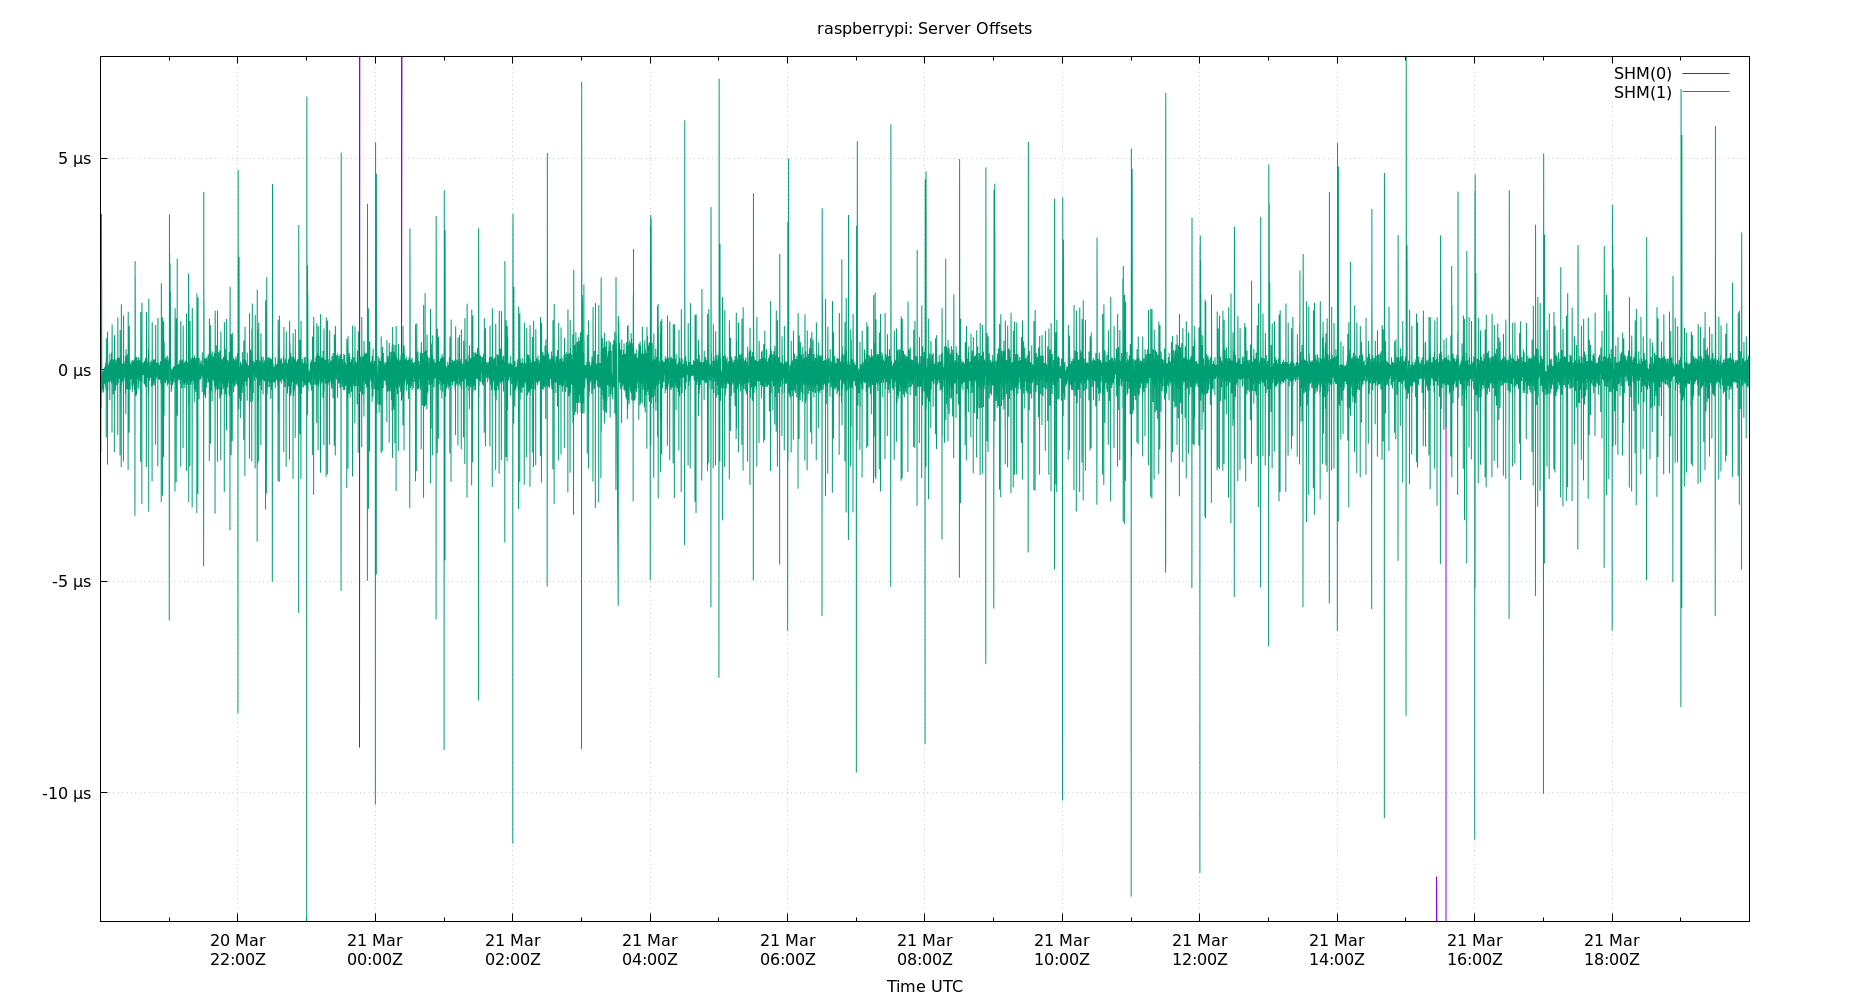 raspberrypi: Server Offsets
SHM(0)
SHM(1)
5 µs
0 µs
-5 µs
-10 µs
20 Mar 21 Mar 21 Mar 21 Mar 21 Mar 21 Mar 21 Mar 21 Mar 21 Mar 21 Mar 21 Mar
22:00Z 00:00Z 02:00Z 04:00Z 06:00Z 08:00Z 10:00Z 12:00Z 14:00Z 16:00Z 18:00Z
Time UTC